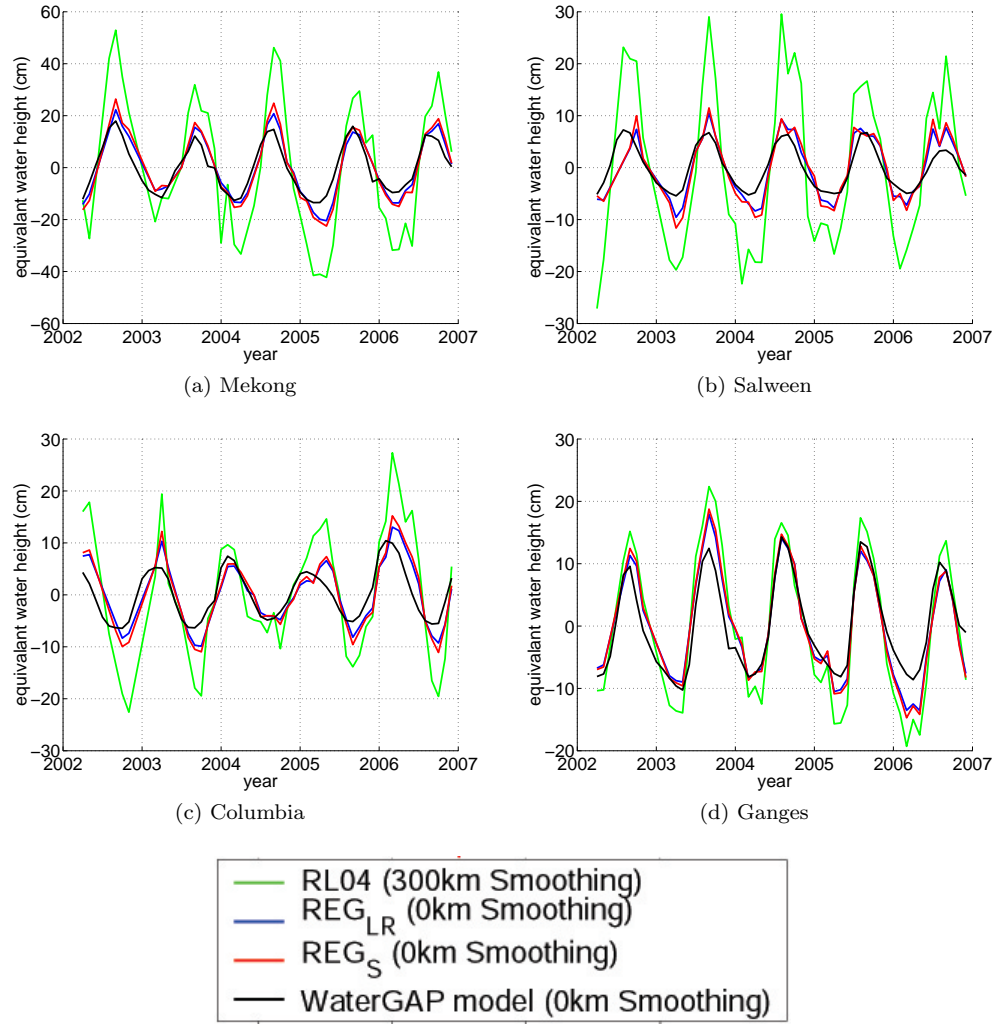 60
40
20
0
−20
−40
−60
equivalant water height (cm)
2002 2003 2004 2005 2006 2007
year
(a) Mekong
30
20
10
0
−10
−20
−30
equivalant water height (cm)
2002 2003 2004 2005 2006 2007
year
(b) Salween
30
20
10
0
−10
−20
−30
equivalant water height (cm)
2002 2003 2004 2005 2006 2007
year
(c) Columbia
30
20
10
0
−10
−20
equivalant water height (cm)
2002 2003 2004 2005 2006 2007
year
(d) Ganges
RL04 (300km Smoothing)
REG_LR (0km Smoothing)
REG_S (0km Smoothing)
WaterGAP model (0km Smoothing)